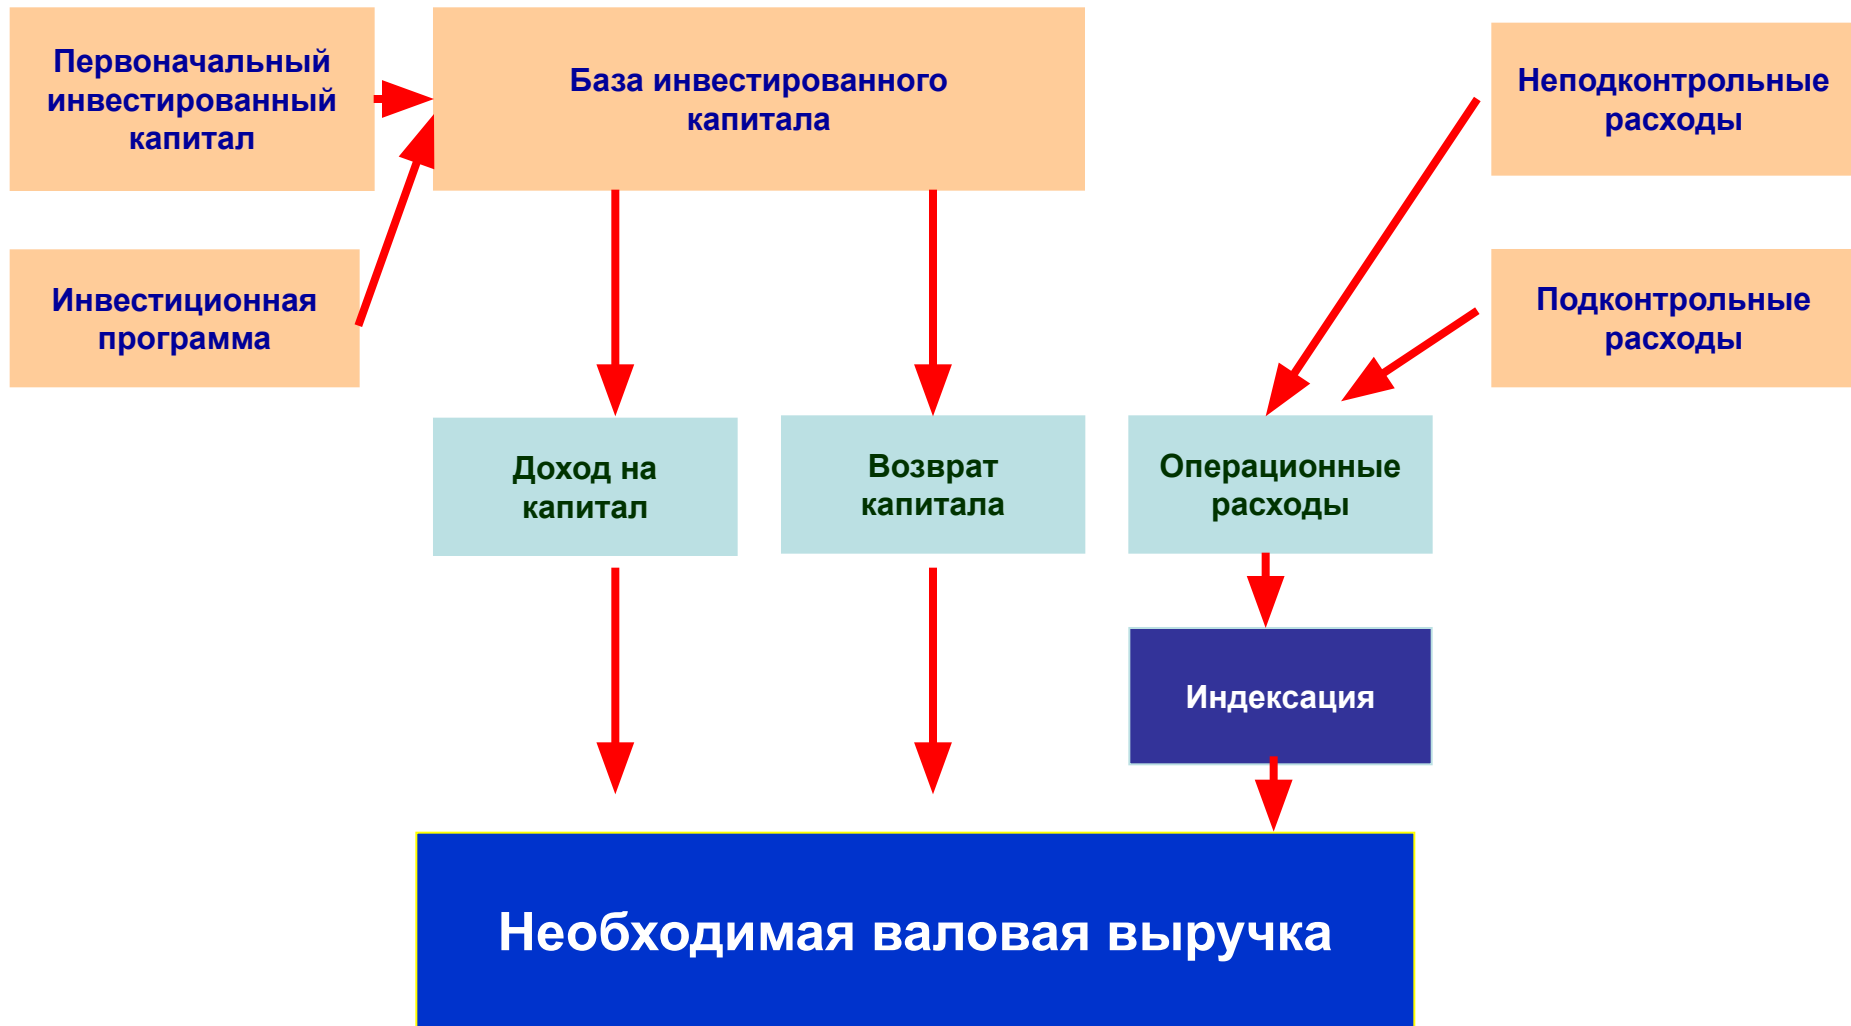 Первоначальный
инвестированный
капитал
База инвестированного
капитала
Неподконтрольные
расходы
Инвестиционная
программа
Подконтрольные
расходы
Доход на
капитал
Возврат
капитала
Операционные
расходы
Индексация
Необходимая валовая выручка